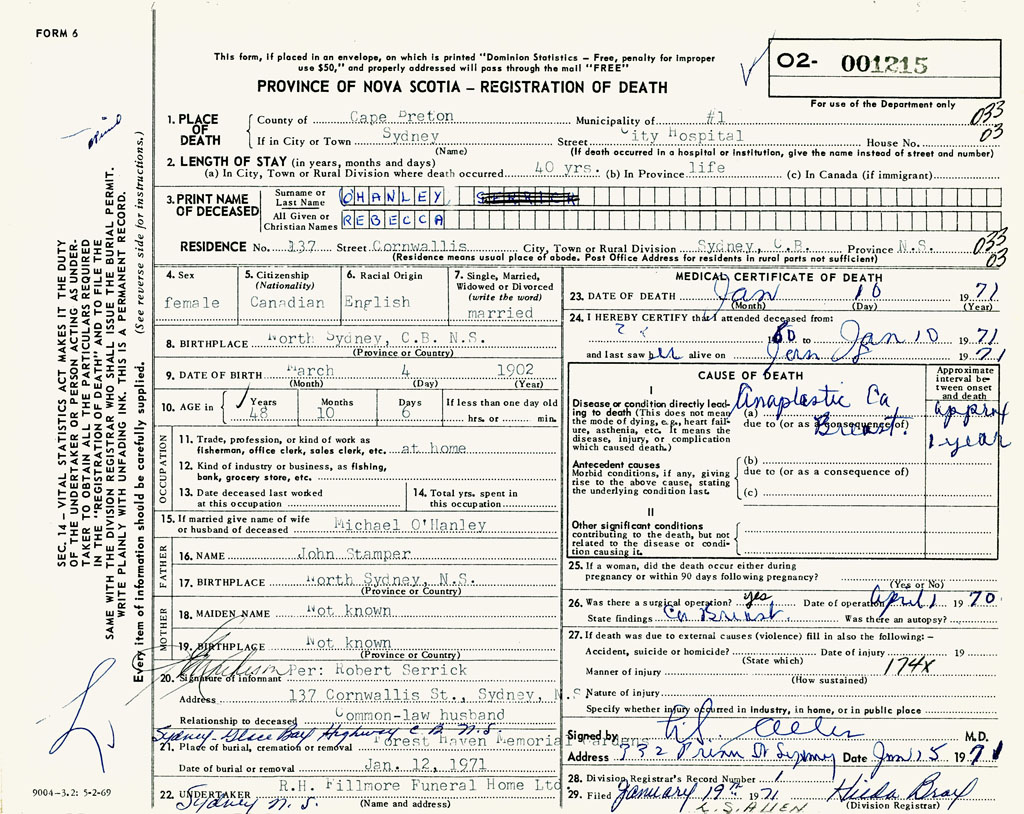 FORM 6
This form, if placed in an envelope, on which is printed "Dominion Statistics – Free, penalty for improper
use $50," and properly addressed will pass through the mail "FREE"
PROVINCE OF NOVA SCOTIA – REGISTRATION OF DEATH
O2- 001215
For use of the Department only
033
03
1. PLACE OF DEATH
County of Cape Breton Municipality of #1
If in City or Town Sydney Street City Hospital House No.
(Name) (If death occurred in a hospital or institution, give the name instead of street and number)
2. LENGTH OF STAY (in years, months and days)
(a) In City, Town or Rural Division where death occurred 40 yrs. (b) In Province life (c) In Canada (if immigrant)
3. PRINT NAME OF DECEASED
Surname or Last Name OHANLEY
All Given or Christian Names REBECCA
RESIDENCE No. 137 Street Cornwallis City, Town or Rural Division Sydney, C.B. Province N.S.
(Residence means usual place of abode. Post Office Address for residents in rural parts not sufficient)
033
03
4. Sex
female
5. Citizenship
(Nationality)
Canadian
6. Racial Origin
English
7. Single, Married,
Widowed or Divorced
(write the word)
married
8. BIRTHPLACE North Sydney, C.B. N.S.
(Province or Country)
9. DATE OF BIRTH March 4 1902
(Month) (Day) (Year)
10. AGE in Years Months Days If less than one day old
48 10 6 hrs. or min.
OCCUPATION
11. Trade, profession, or kind of work as
fisherman, office clerk, sales clerk, etc. at home
12. Kind of industry or business, as fishing,
bank, grocery store, etc.
13. Date deceased last worked
at this occupation
14. Total yrs. spent in
this occupation
15. If married give name of wife
or husband of deceased Michael O'Hanley
FATHER
16. NAME John Stamper
17. BIRTHPLACE North Sydney, N.S.
(Province or Country)
MOTHER
18. MAIDEN NAME Not known
19. BIRTHPLACE Not known
(Province or Country)
20. Signature of informant Per: Robert Serrick
Address 137 Cornwallis St., Sydney, N.S.
Relationship to deceased Common-law husband
Sydney-Glace Bay Highway C.B. N.S.
21. Place of burial, cremation or removal Forest Haven Memorial Gardens
Date of burial or removal Jan. 12, 1971
22. UNDERTAKER R.H. Fillmore Funeral Home Ltd
Sydney N.S. (Name and address)
MEDICAL CERTIFICATE OF DEATH
23. DATE OF DEATH Jan 10 1971
(Month) (Day) (Year)
24. I HEREBY CERTIFY that I attended deceased from:
to Jan 10 1971
and last saw her alive on 1971
CAUSE OF DEATH
Approximate
interval be-
tween onset
and death
I
Disease or condition directly lead-
ing to death (This does not mean
the mode of dying, e.g., heart fail-
ure, asthenia, etc. It means the
disease, injury, or complication
which caused death.)
(a) Anaplastic Ca
due to (or as a consequence of)
Breast.
approx
1 year
Antecedent causes
Morbid conditions, if any, giving
rise to the above cause, stating
the underlying condition last.
(b)
due to (or as a consequence of)
(c)
II
Other significant conditions
contributing to the death, but not
related to the disease or condi-
tion causing it.
25. If a woman, did the death occur either during
pregnancy or within 90 days following pregnancy?
(Yes or No)
26. Was there a surgical operation? yes Date of operation April 1970
State findings Ca Breast Was there an autopsy?
27. If death was due to external causes (violence) fill in also the following: –
Accident, suicide or homicide? Date of injury 19
(State which)
Manner of injury 174X
(How sustained)
Nature of injury
Specify whether injury occurred in industry, in home, or in public place
Signed by M.D.
Address 332 Prince St Sydney Date Jan 15 1971
28. Division Registrar's Record Number 1
29. Filed January 19th 1971 Hilda Bray
(Division Registrar)
L.S. ALLEN
SEC. 14 – VITAL STATISTICS ACT MAKES IT THE DUTY
OF THE UNDERTAKER OR PERSON ACTING AS UNDER-
TAKER TO OBTAIN ALL THE PARTICULARS REQUIRED
IN THE "REGISTRATION OF DEATH" AND TO FILE THE
SAME WITH THE DIVISION REGISTRAR WHO SHALL ISSUE THE BURIAL PERMIT.
WRITE PLAINLY WITH UNFADING INK. THIS IS A PERMANENT RECORD.
Every item of information should be carefully supplied. (See reverse side for instructions.)
9004-3.2: 5-2-69